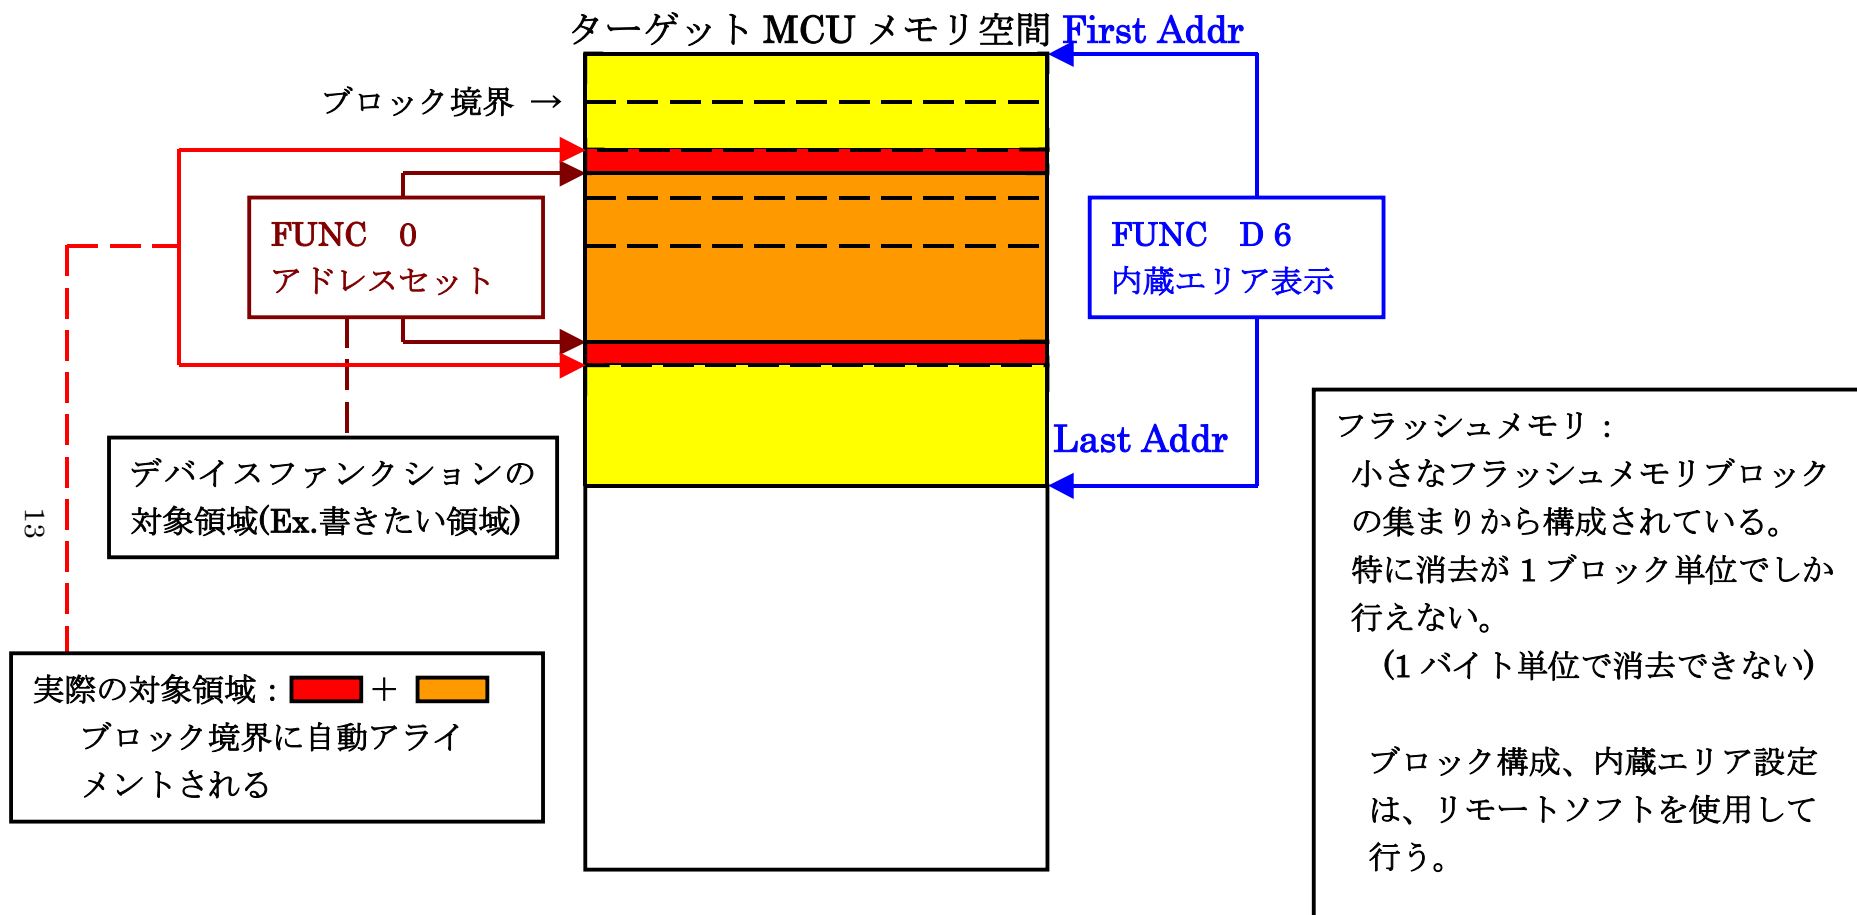 ターゲット MCU メモリ空間 First Addr
ブロック境界 →
FUNC 0
アドレスセット
FUNC D6
内蔵エリア表示
Last Addr
デバイスファンクションの
対象領域(Ex.書きたい領域)
13
実際の対象領域: +
ブロック境界に自動アライ
メントされる
フラッシュメモリ:
小さなフラッシュメモリブロック
の集まりから構成されている。
特に消去が1ブロック単位でしか
行えない。
(1バイト単位で消去できない)
ブロック構成、内蔵エリア設定
は、リモートソフトを使用して
行う。